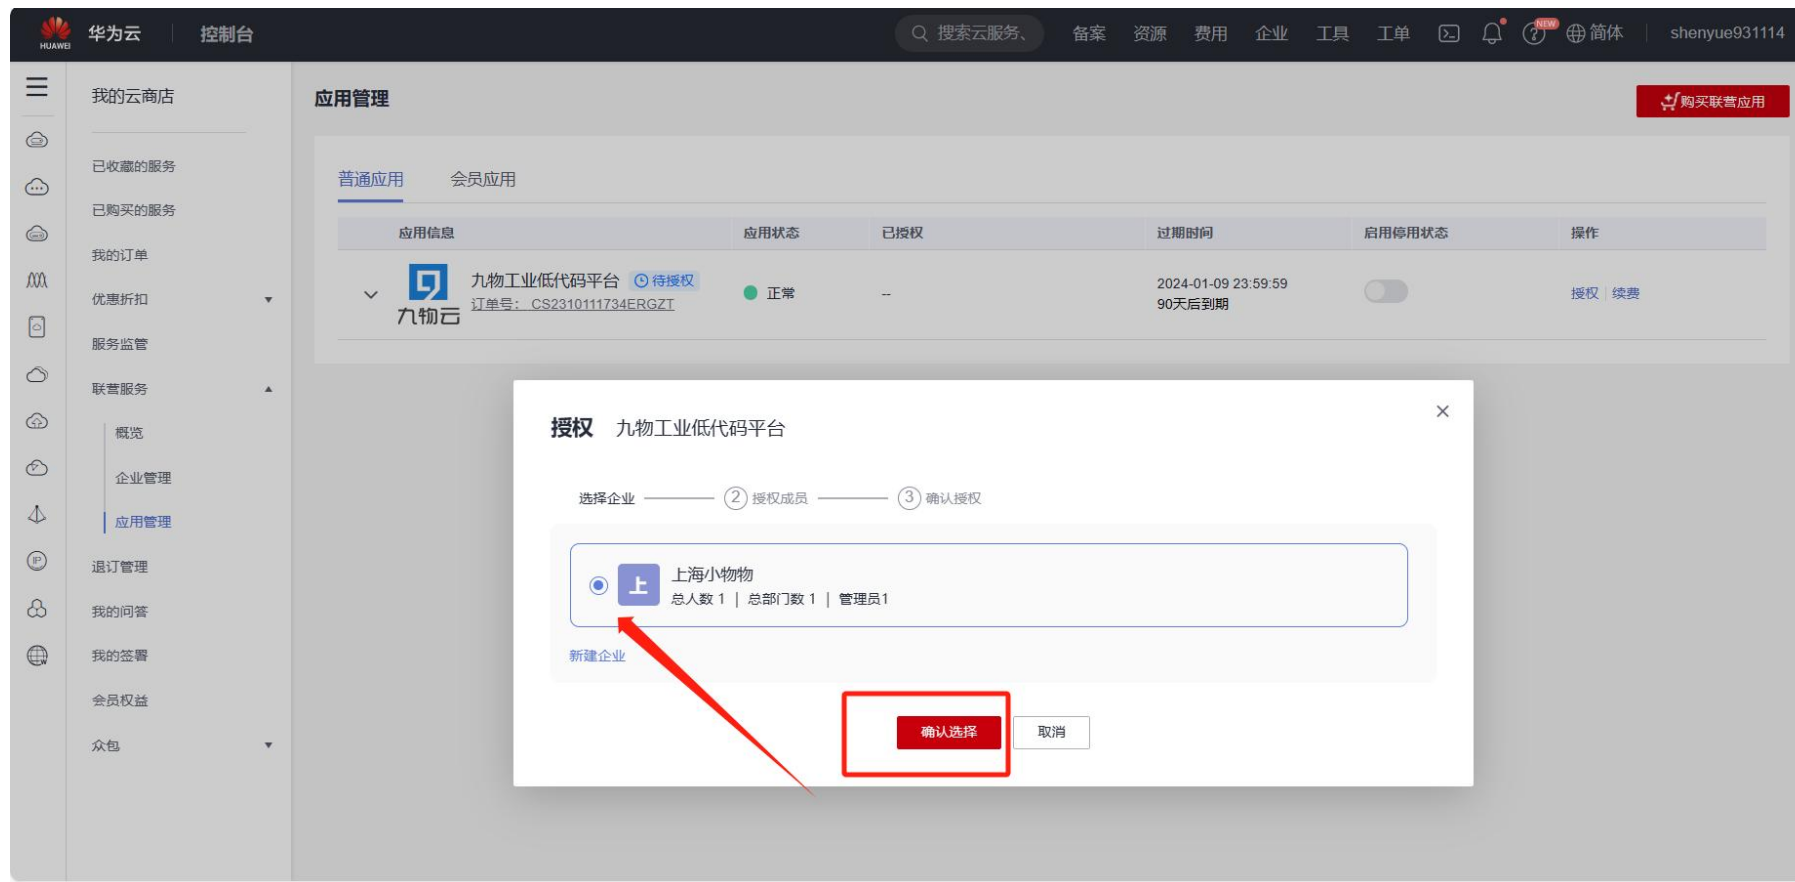 HUAWEI 华为云 控制台 搜索云服务、 备案 资源 费用 企业 工具 工单 NEW 简体 shenyue931114
我的云商店
已收藏的服务
已购买的服务
我的订单
优惠折扣
服务监管
联营服务
概览
企业管理
应用管理
退订管理
我的问答
我的签署
会员权益
众包
应用管理
购买联营应用
普通应用 会员应用
应用信息 应用状态 已授权 过期时间 启用停用状态 操作
九物云
九物工业低代码平台 待授权
订单号： CS2310111734ERGZT
正常
--
2024-01-09 23:59:59
90天后到期
授权 续费
授权 九物工业低代码平台
选择企业 2 授权成员 3 确认授权
上
上海小物物
总人数 1 | 总部门数 1 | 管理员1
新建企业
确认选择 取消